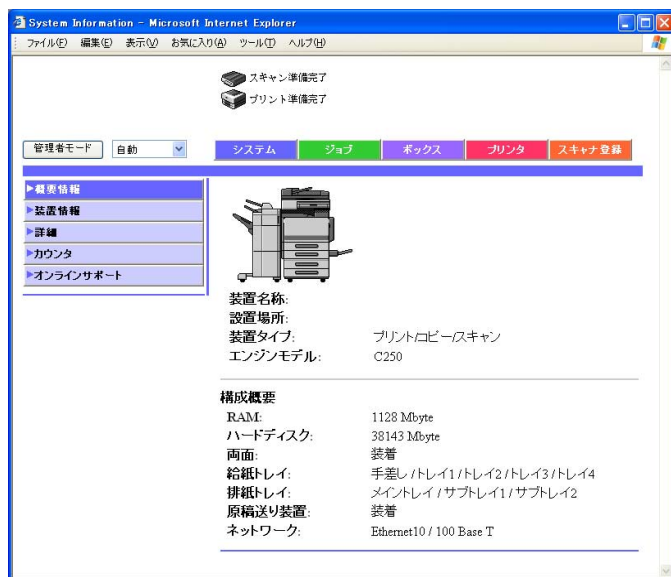 System Information - Microsoft Internet Explorer
ファイル(F) 編集(E) 表示(V) お気に入り(A) ツール(T) ヘルプ(H)
スキャン準備完了
プリント準備完了
管理者モード 自動 システム ジョブ ボックス プリンタ スキャナ登録
▶概要情報
▶装置情報
▶詳細
▶カウンタ
▶オンラインサポート
装置名称:
設置場所:
装置タイプ: プリント/コピー/スキャン
エンジンモデル: C250
構成概要
RAM: 1128 Mbyte
ハードディスク: 38143 Mbyte
両面: 装着
給紙トレイ: 手差し / トレイ1 / トレイ2 / トレイ3 / トレイ4
排紙トレイ: メイントレイ / サブトレイ1 / サブトレイ2
原稿送り装置: 装着
ネットワーク: Ethernet10 / 100 Base T